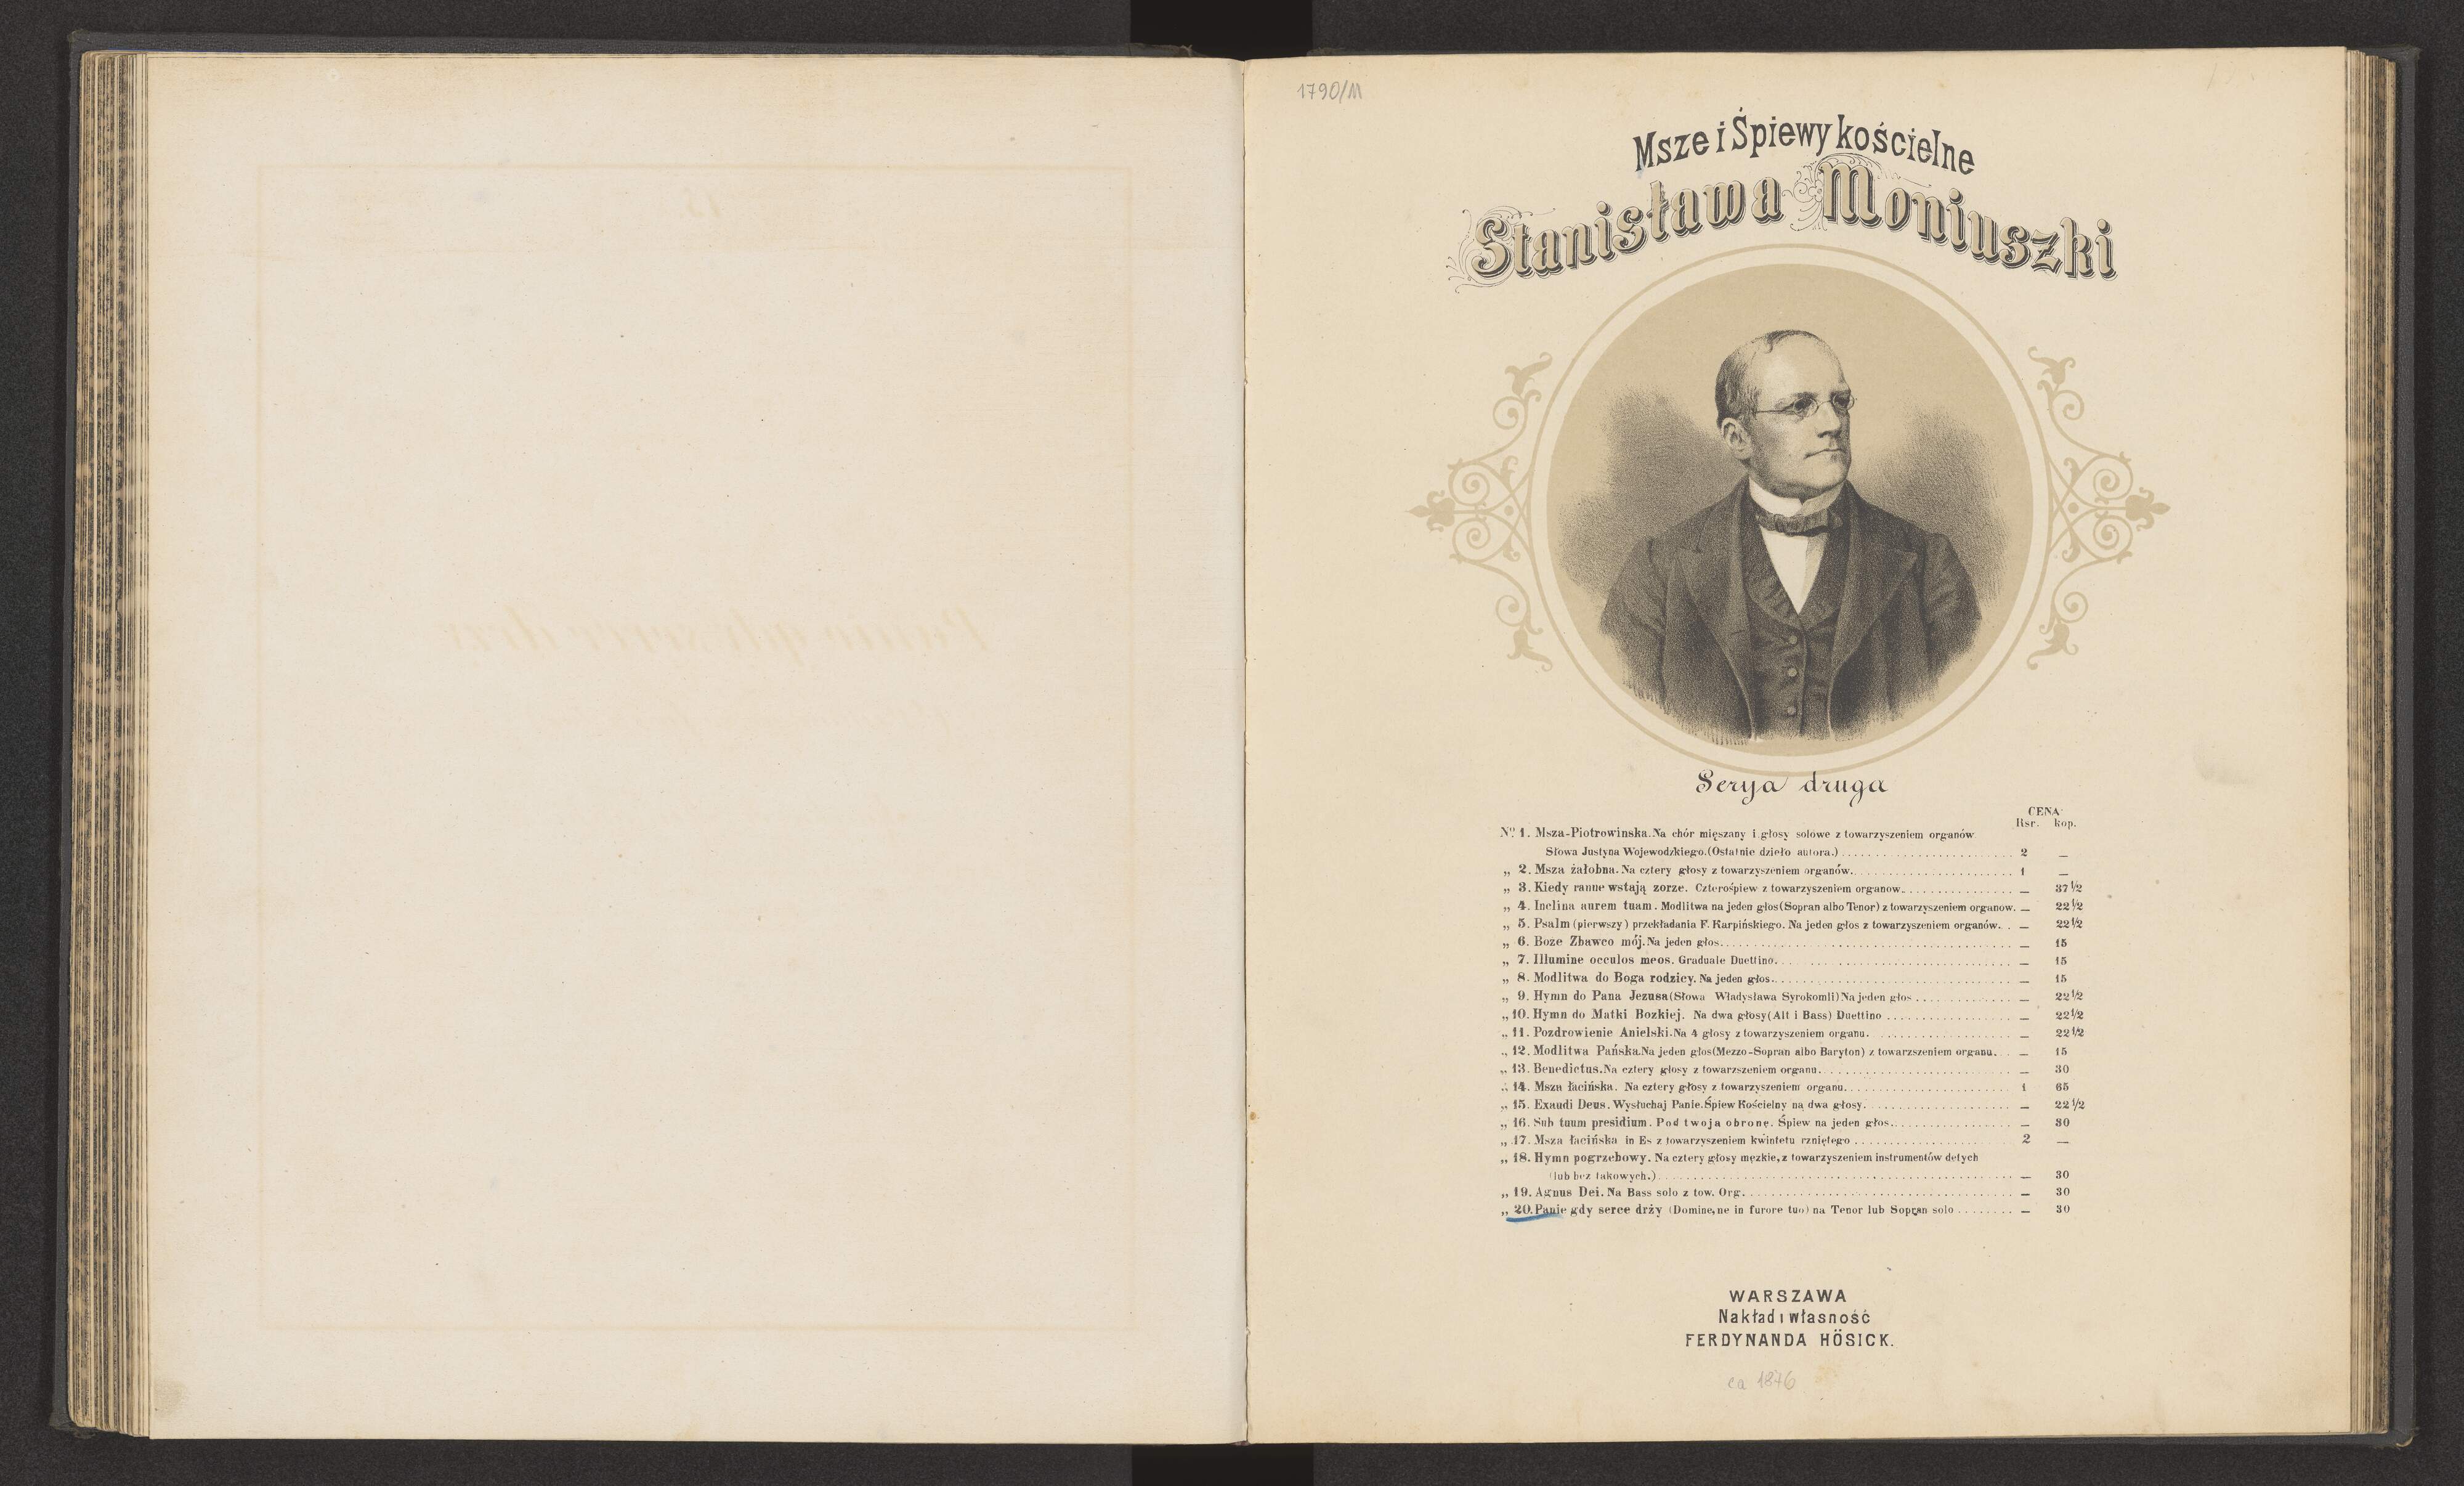 1790/M
Msze i Śpiewy kościelne
Stanisława Moniuszki
Serya druga
CENA
Rsr. kop.
Nº 1. Msza-Piotrowinska. Na chór mięszany i głosy solowe z towarzyszeniem organów
Słowa Justyna Wojewodzkiego. (Ostatnie dzieło autora.) 2 —
„ 2. Msza żałobna. Na cztery głosy z towarzyszeniem organów. 1 —
„ 3. Kiedy ranne wstają zorze. Czterośpiew z towarzyszeniem organow. — 37½
„ 4. Inclina aurem tuam. Modlitwa na jeden głos (Sopran albo Tenor) z towarzyszeniem organow. — 22½
„ 5. Psalm (pierwszy) przekładania F. Karpińskiego. Na jeden głos z towarzyszeniem organów. — 22½
„ 6. Boże Zbawco mój. Na jeden głos. — 15
„ 7. Illumine occulos meos. Graduale Duettino. — 15
„ 8. Modlitwa do Boga rodzicy. Na jeden głos. — 15
„ 9. Hymn do Pana Jezusa (Słowa Władysława Syrokomli) Na jeden głos — 22½
„ 10. Hymn do Matki Bozkiej. Na dwa głosy (Alt i Bass) Duettino — 22½
„ 11. Pozdrowienie Anielski. Na 4 głosy z towarzyszeniem organu. — 22½
„ 12. Modlitwa Pańska. Na jeden głos (Mezzo-Sopran albo Baryton) z towarzszeniem organu. — 15
„ 13. Benedictus. Na cztery głosy z towarzszeniem organu. — 30
„ 14. Msza łacińska. Na cztery głosy z towarzyszeniem organu. 1 65
„ 15. Exaudi Deus. Wysłuchaj Panie. Śpiew Kościelny na dwa głosy. — 22½
„ 16. Sub tuum presidium. Pod twoja obronę. Śpiew na jeden głos. — 30
„ 17. Msza łacińska in Es z towarzyszeniem kwintetu rzniętego 2 —
„ 18. Hymn pogrzebowy. Na cztery głosy męzkie, z towarzyszeniem instrumentów dętych
(lub bez takowych.) — 30
„ 19. Agnus Dei. Na Bass solo z tow. Org. — 30
„ 20. Panie gdy serce drży (Domine, ne in furore tuo) na Tenor lub Sopran solo — 30
WARSZAWA
Nakład i własność
FERDYNANDA HÖSICK.
ca 1876